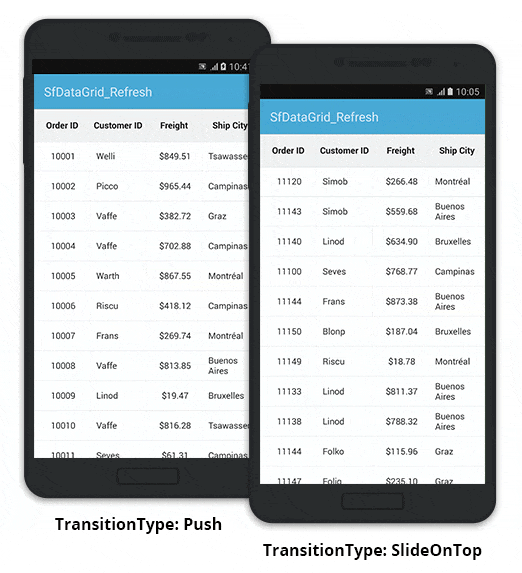 10:41
SfDataGrid_Refresh
Order ID Customer ID Freight Ship City
10001 Welli $849.51 Tsawasse
10002 Picco $965.44 Campinas
10003 Vaffe $382.72 Graz
10004 Vaffe $702.88 Campinas
10005 Warth $867.55 Montréal
10006 Riscu $418.12 Campinas
10007 Frans $269.74 Montréal
10008 Vaffe $813.85 Buenos
Aires
10009 Linod $19.47 Bruxelles
10010 Vaffe $816.28 Tsawasse
10011 Seves $61.31 Campinas
TransitionType: Push
10:05
SfDataGrid_Refresh
Order ID Customer ID Freight Ship City
11120 Simob $266.48 Montréal
11143 Simob $559.68 Buenos
Aires
11140 Linod $634.90 Bruxelles
11100 Seves $768.77 Campinas
11144 Frans $873.38 Buenos
Aires
11150 Blonp $187.04 Bruxelles
11149 Riscu $18.78 Montréal
11133 Linod $811.37 Buenos
Aires
11138 Linod $788.32 Buenos
Aires
11144 Folko $115.96 Graz
11147 Folig $235.10 Graz
TransitionType: SlideOnTop